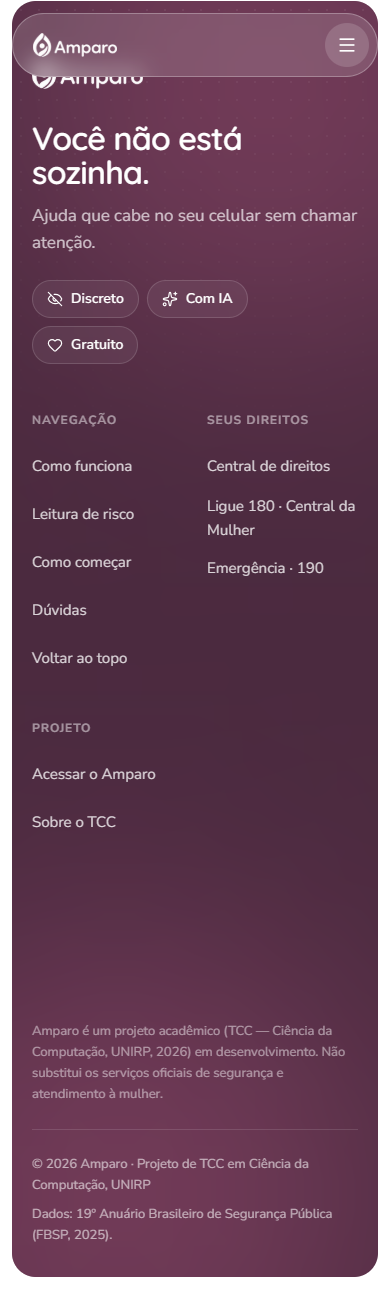 Amparo
Amparo
Você não está
sozinha.
Ajuda que cabe no seu celular sem chamar
atenção.
Discreto
Com IA
Gratuito
NAVEGAÇÃO
Como funciona
Leitura de risco
Como começar
Dúvidas
Voltar ao topo
SEUS DIREITOS
Central de direitos
Ligue 180 · Central da
Mulher
Emergência · 190
PROJETO
Acessar o Amparo
Sobre o TCC
Amparo é um projeto acadêmico (TCC — Ciência da
Computação, UNIRP, 2026) em desenvolvimento. Não
substitui os serviços oficiais de segurança e
atendimento à mulher.
© 2026 Amparo · Projeto de TCC em Ciência da
Computação, UNIRP
Dados: 19º Anuário Brasileiro de Segurança Pública
(FBSP, 2025).